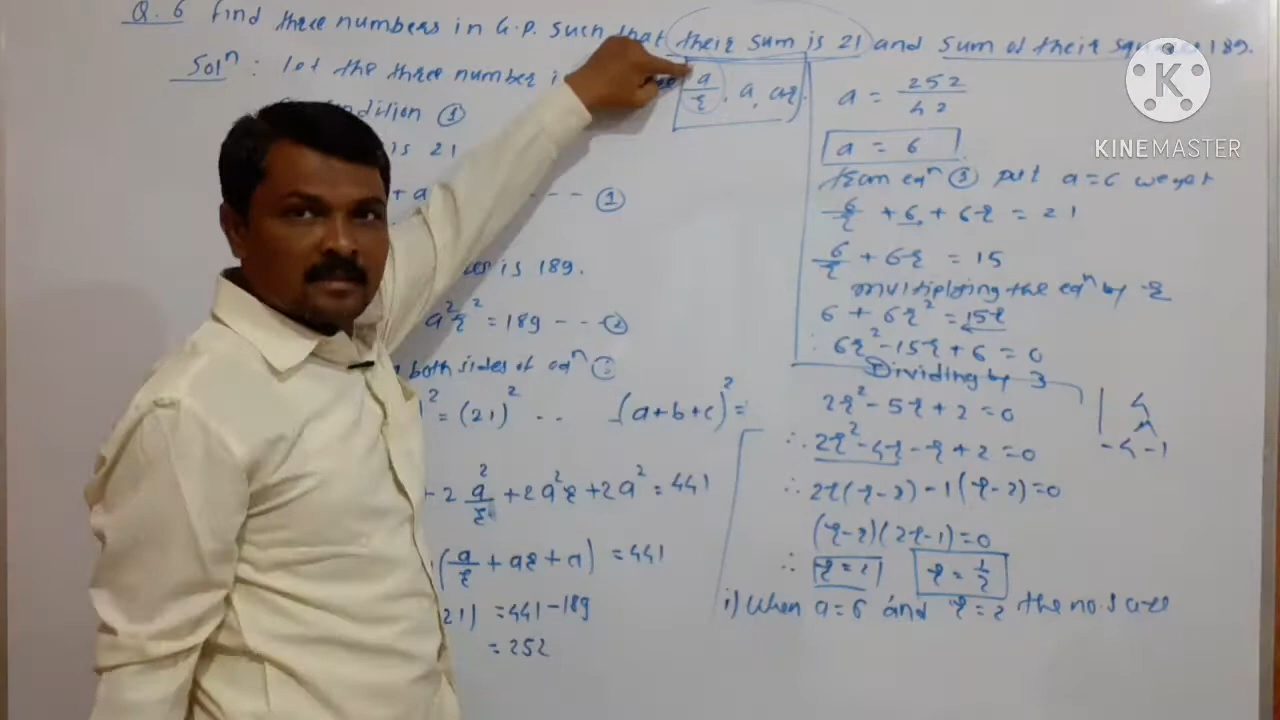 Q. 6 Find three numbers in G.P. such that their sum is 21 and sum of their squares 189.
Solⁿ : let the three number
a/r, a, ar
condition ①
is 21
+ a --- ①
is 189.
a²r² = 189 --- ②
both sides of eqⁿ
² = (21)² .. (a+b+c)² =
+ 2 a²/r + 2a²r + 2a² = 441
(a/r + ar + a) = 441
21) = 441 - 189
= 252
a = 252/42
a = 6
from eqⁿ ① put a = 6 we get
6/r + 6 + 6r = 21
6/r + 6r = 15
multiplying the eqⁿ by r
6 + 6r² = 15r
6r² - 15r + 6 = 0
Dividing by 3
2r² - 5r + 2 = 0
4
-4 -1
∴ 2r² - 4r - r + 2 = 0
∴ 2r(r-2) - 1(r-2) = 0
(r-2)(2r-1) = 0
∴ r = 2 r = 1/2
i) When a = 6 and r = 2 the no.s are
K
KINEMASTER